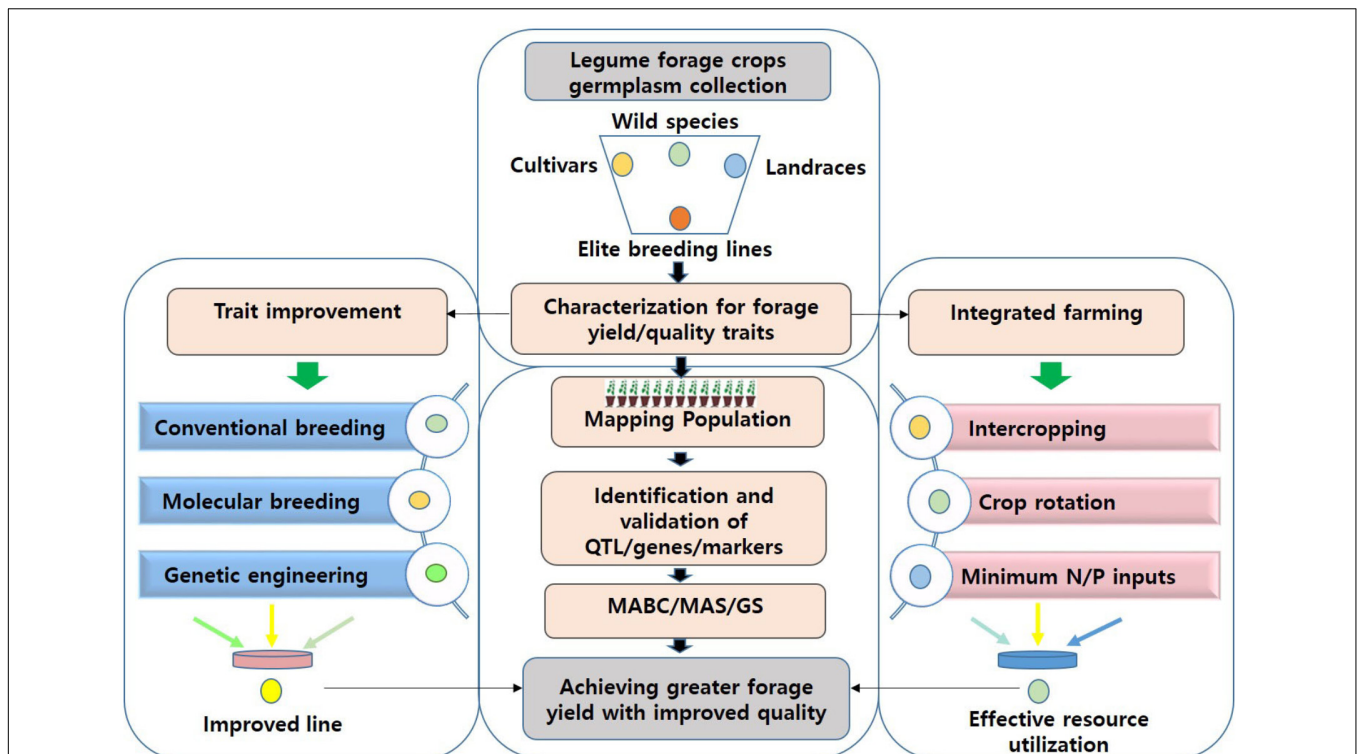 Legume forage crops
germplasm collection
Wild species
Cultivars
Landraces
Elite breeding lines
Trait improvement
Characterization for forage
yield/quality traits
Integrated farming
Conventional breeding
Molecular breeding
Genetic engineering
Improved line
Mapping Population
Identification and
validation of
QTL/genes/markers
MABC/MAS/GS
Achieving greater forage
yield with improved quality
Intercropping
Crop rotation
Minimum N/P inputs
Effective resource
utilization